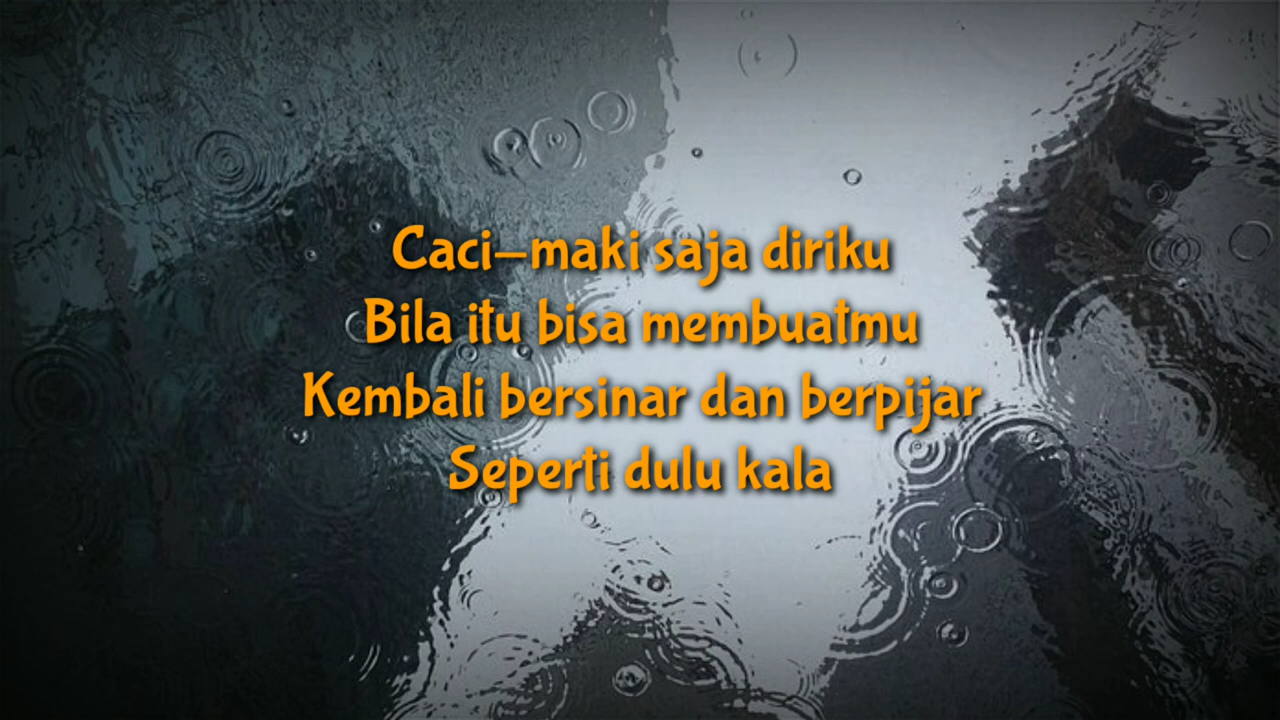 Caci-maki saja diriku
Bila itu bisa membuatmu
Kembali bersinar dan berpijar
Seperti dulu kala